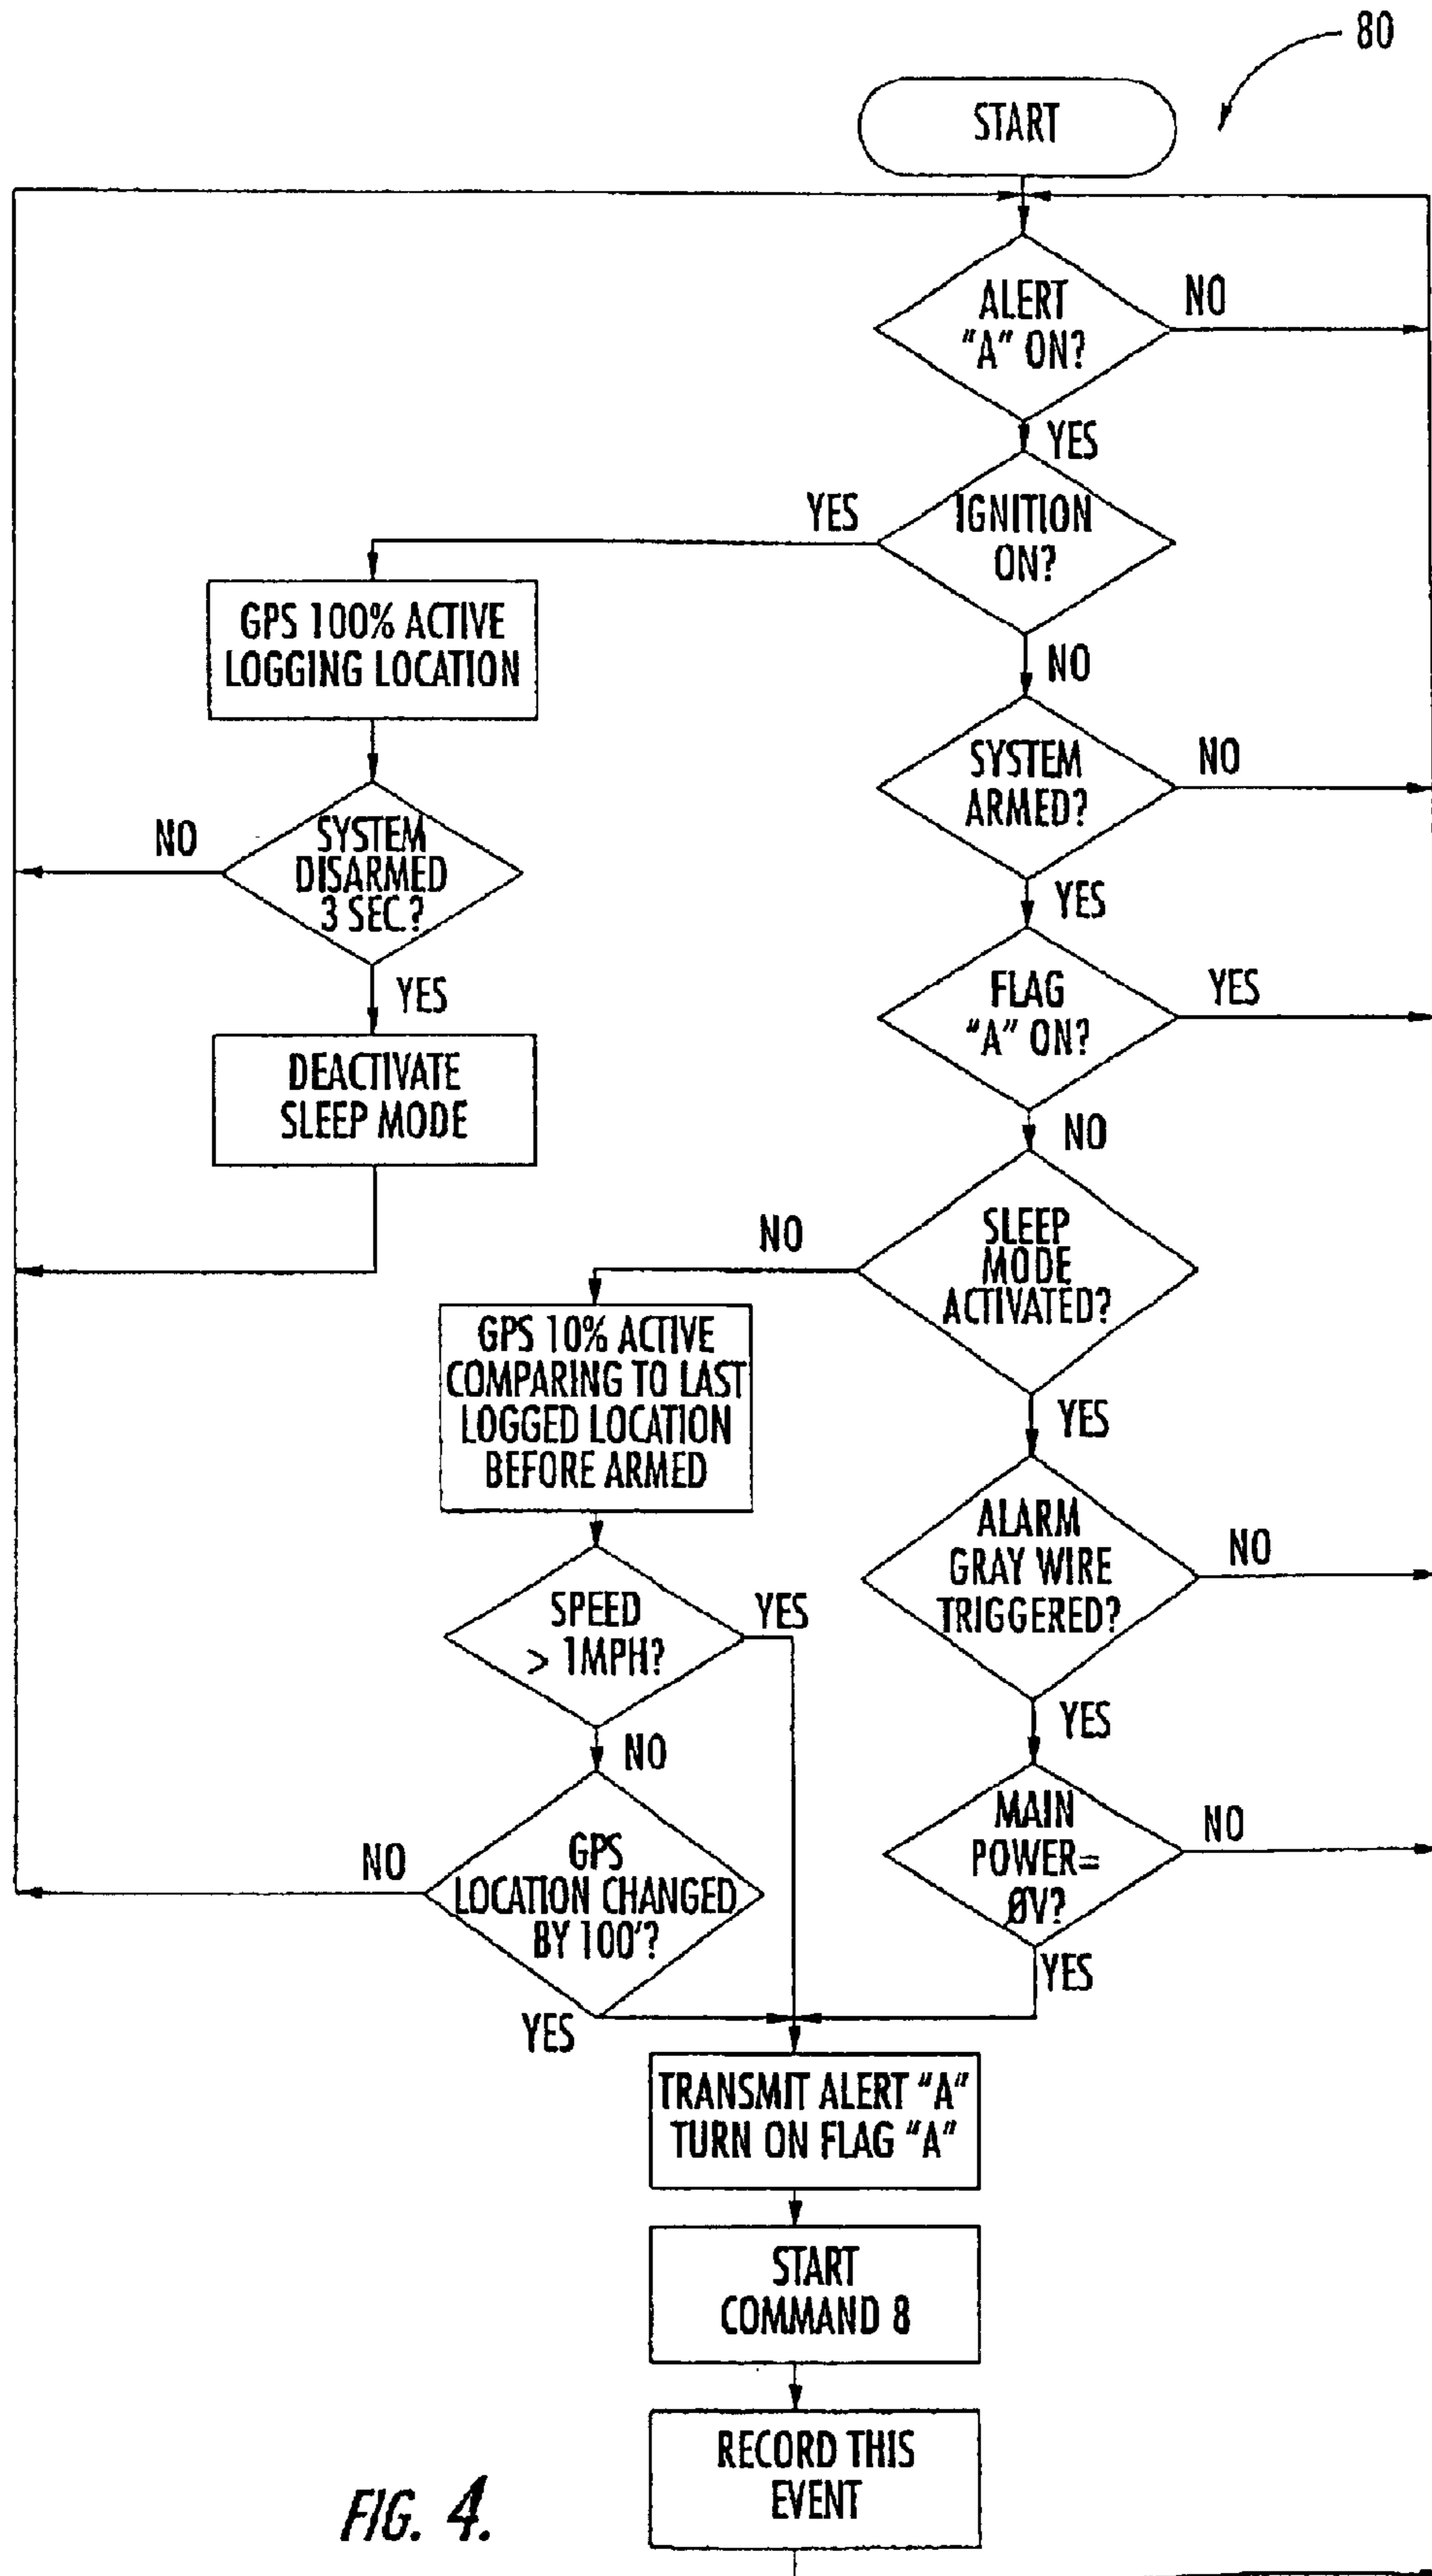 80
START
ALERT
"A" ON?
NO
YES
IGNITION
ON?
YES
NO
GPS 100% ACTIVE
LOGGING LOCATION
SYSTEM
ARMED?
NO
YES
SYSTEM
DISARMED
3 SEC.?
NO
YES
DEACTIVATE
SLEEP MODE
FLAG
"A" ON?
YES
NO
SLEEP
MODE
ACTIVATED?
NO
YES
GPS 10% ACTIVE
COMPARING TO LAST
LOGGED LOCATION
BEFORE ARMED
ALARM
GRAY WIRE
TRIGGERED?
NO
YES
SPEED
> 1MPH?
YES
NO
MAIN
POWER=
0V?
NO
YES
GPS
LOCATION CHANGED
BY 100'?
NO
YES
TRANSMIT ALERT "A"
TURN ON FLAG "A"
START
COMMAND 8
RECORD THIS
EVENT
FIG. 4.